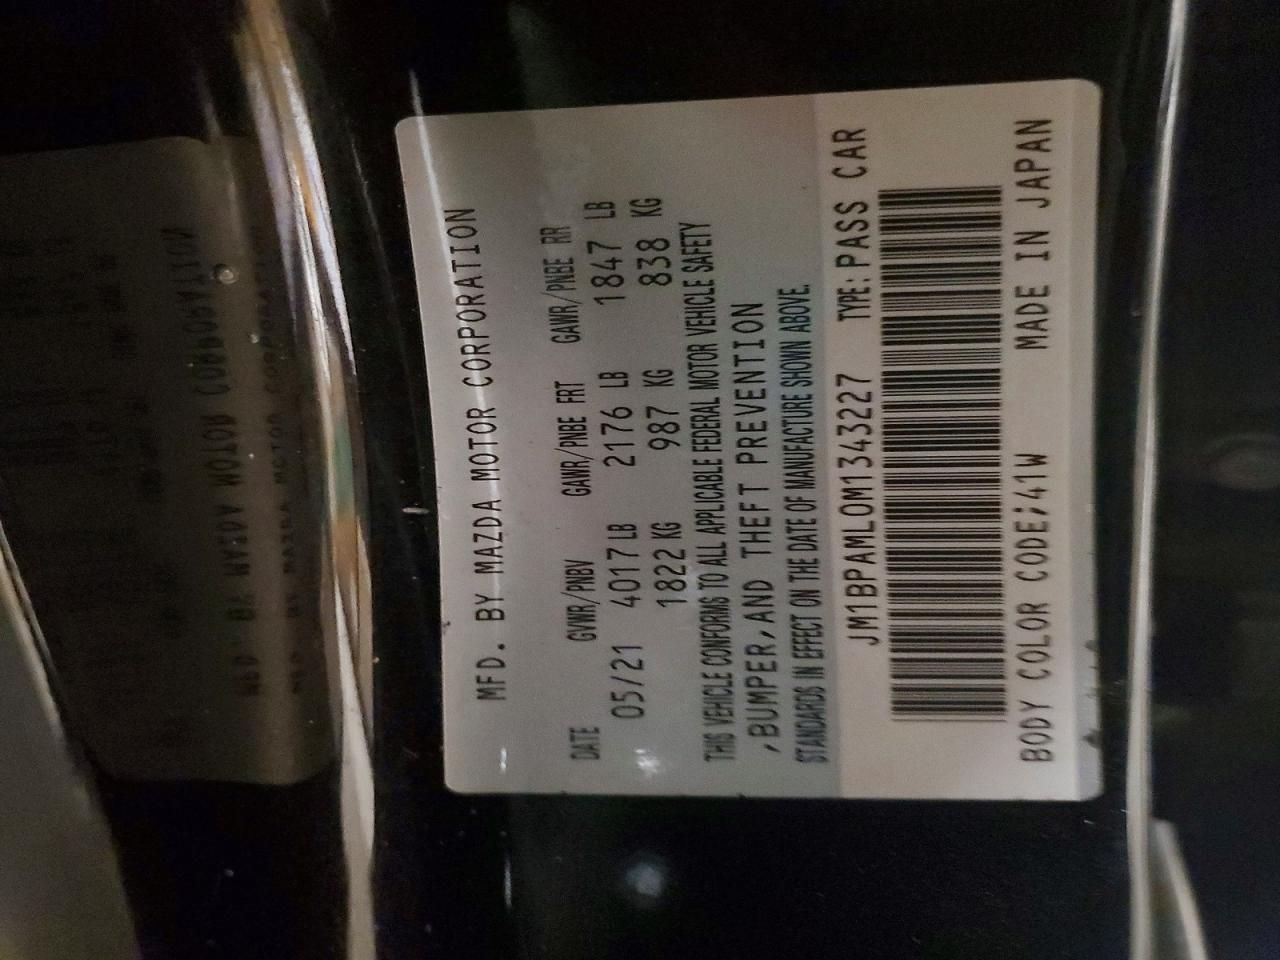 MFD. BY MAZDA MOTOR CORPORATION
DATE GVWR/PNBV GAWR/PNBE FRT GAWR/PNBE RR
05/21 4017 LB 2176 LB 1847 LB
1822 KG 987 KG 838 KG
THIS VEHICLE CONFORMS TO ALL APPLICABLE FEDERAL MOTOR VEHICLE SAFETY
,BUMPER,AND THEFT PREVENTION
STANDARDS IN EFFECT ON THE DATE OF MANUFACTURE SHOWN ABOVE.
JM1BPAML0M1343227 TYPE: PASS CAR
BODY COLOR CODE;41W MADE IN JAPAN